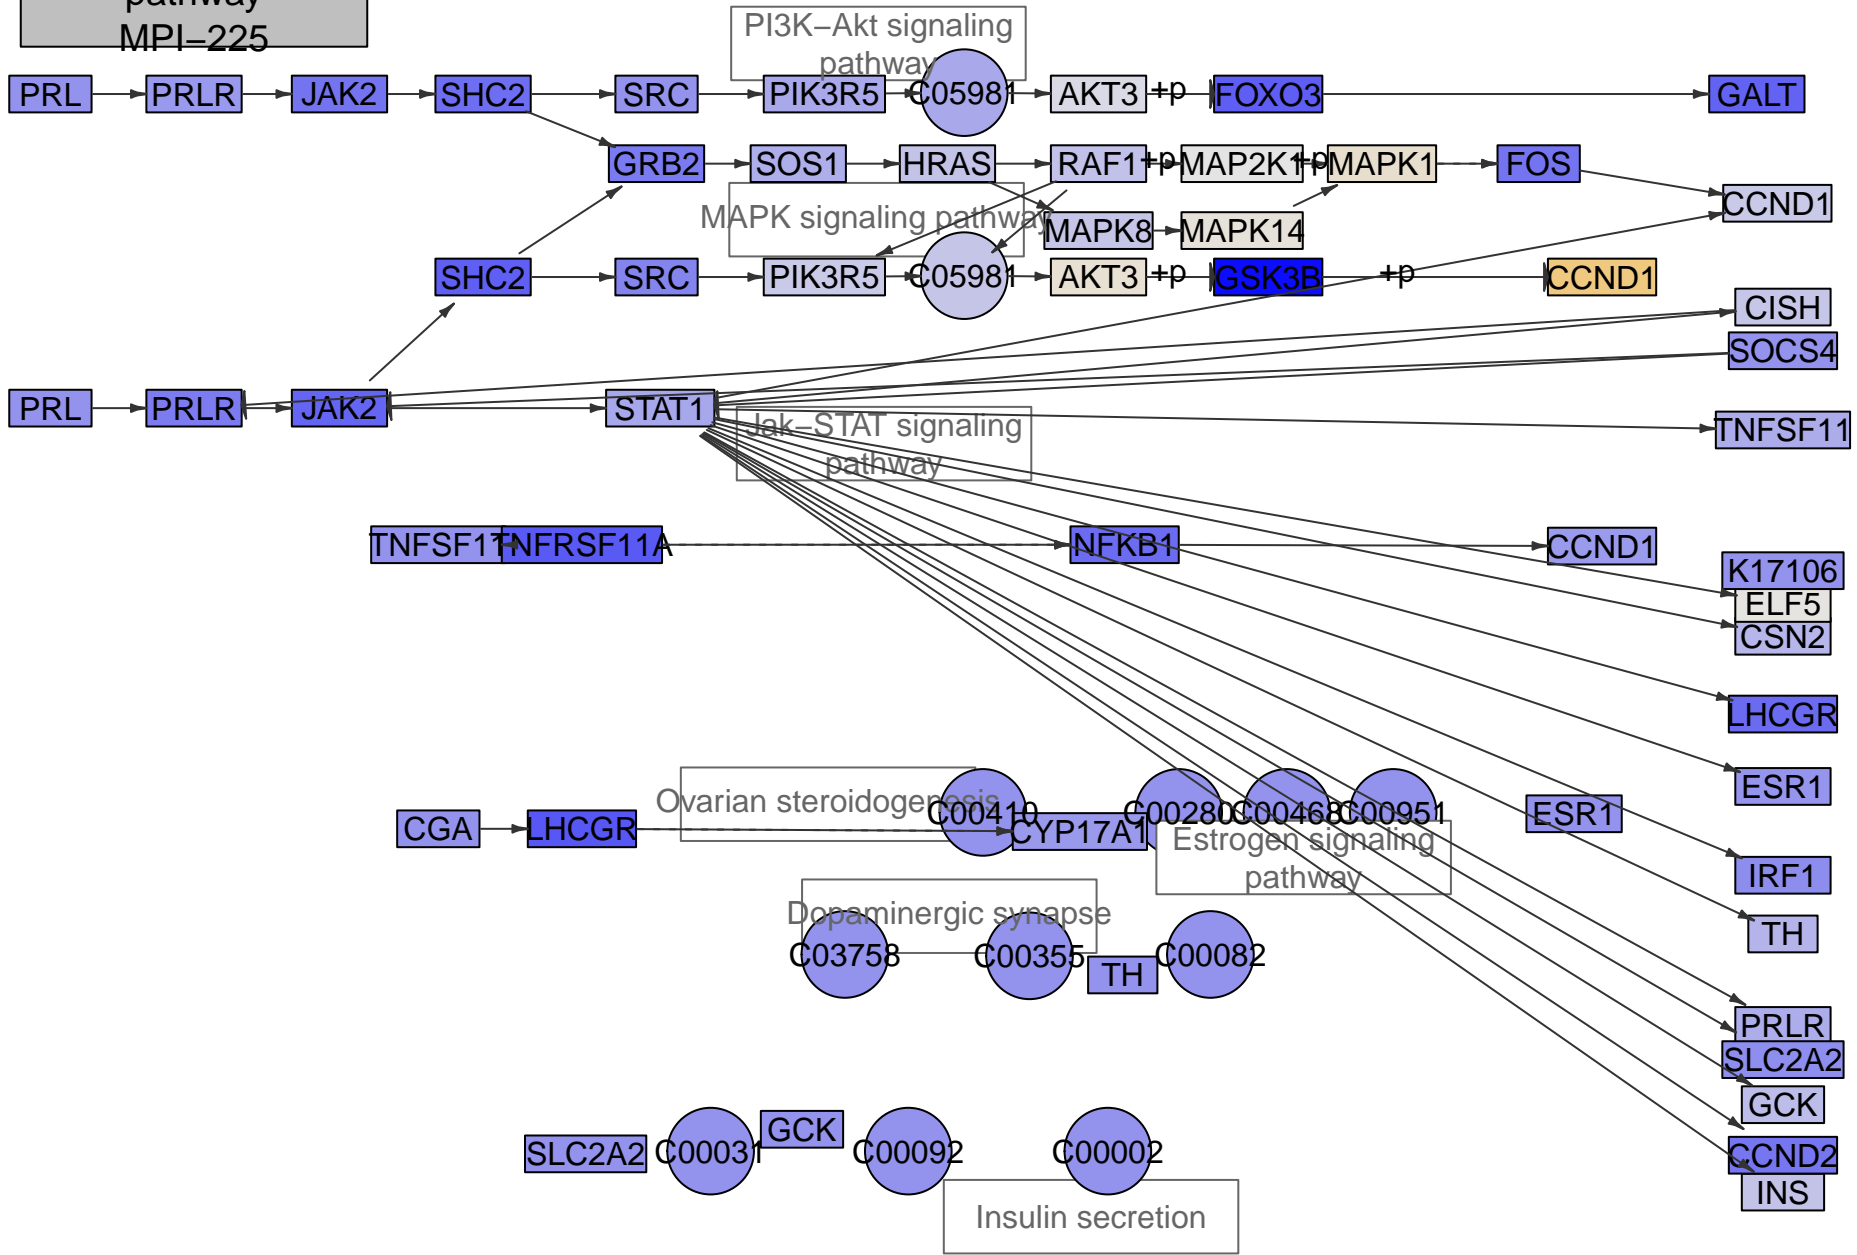 pathway
MPI−225
PI3K−Akt signaling
pathway
PRL
PRLR
JAK2
SHC2
SRC
PIK3R5
C05981
AKT3
+p
FOXO3
GALT
GRB2
SOS1
HRAS
RAF1
+p
MAP2K1
+p
MAPK1
FOS
CCND1
MAPK signaling pathway
MAPK8
MAPK14
SHC2
SRC
PIK3R5
C05981
AKT3
+p
GSK3B
+p
CCND1
CISH
SOCS4
PRL
PRLR
JAK2
STAT1
Jak−STAT signaling
pathway
TNFSF11
TNFSF11
TNFRSF11A
NFKB1
CCND1
K17106
ELF5
CSN2
LHCGR
ESR1
Ovarian steroidogenesis
C00410
C00280
C00468
C00951
ESR1
CGA
LHCGR
CYP17A1
Estrogen signaling
pathway
IRF1
Dopaminergic synapse
TH
C03758
C00355
TH
C00082
PRLR
SLC2A2
GCK
SLC2A2
C00031
GCK
C00092
C00002
CCND2
INS
Insulin secretion